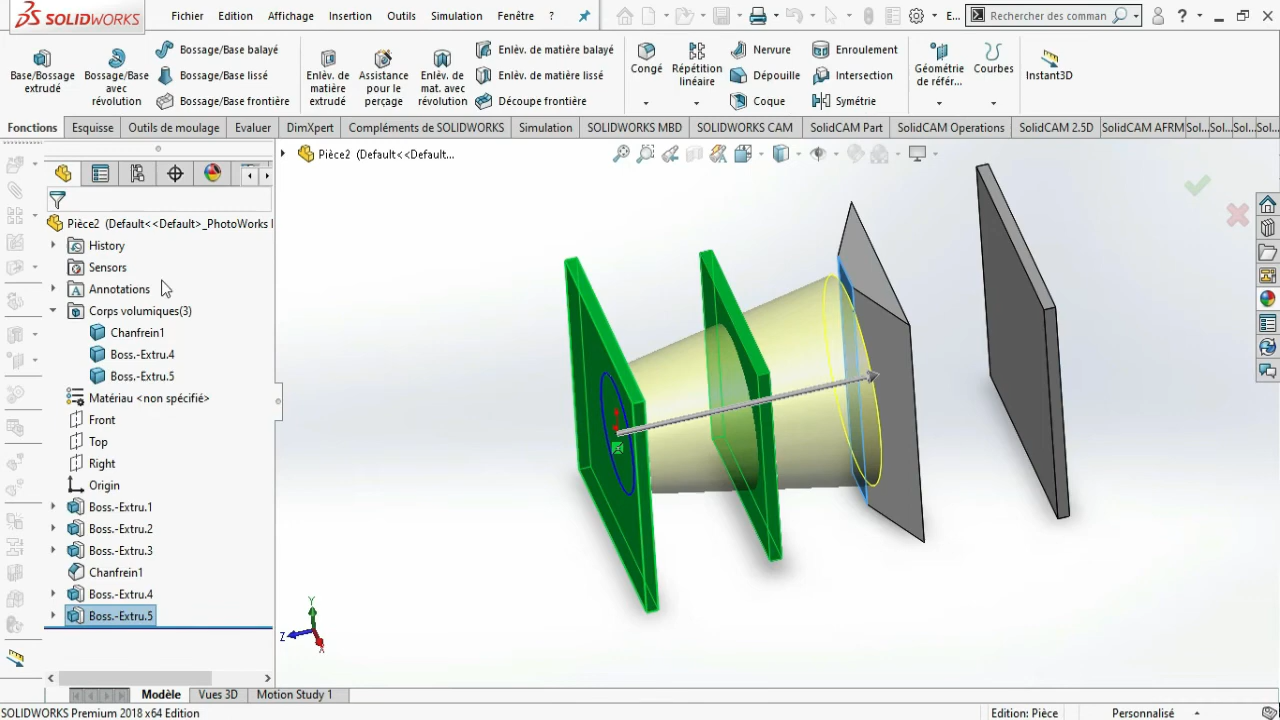 SOLIDWORKS
Fichier Edition Affichage Insertion Outils Simulation Fenêtre ?
E...
Rechercher des comman
?
Base/Bossage extrudé
Bossage/Base avec révolution
Bossage/Base balayé
Bossage/Base lissé
Bossage/Base frontière
Enlèv. de matière extrudé
Assistance pour le perçage
Enlèv. de mat. avec révolution
Enlèv. de matière balayé
Enlèv. de matière lissé
Découpe frontière
Congé
Répétition linéaire
Nervure
Dépouille
Coque
Enroulement
Intersection
Symétrie
Géométrie de référ...
Courbes
Instant3D
Fonctions Esquisse Outils de moulage Evaluer DimXpert Compléments de SOLIDWORKS Simulation SOLIDWORKS MBD SOLIDWORKS CAM SolidCAM Part SolidCAM Operations SolidCAM 2.5D SolidCAM AFRM Sol... Sol... Sol... Sol...
Pièce2 (Default<<Default...
Pièce2 (Default<<Default>_PhotoWorks
History
Sensors
Annotations
Corps volumiques(3)
Chanfrein1
Boss.-Extru.4
Boss.-Extru.5
Matériau <non spécifié>
Front
Top
Right
Origin
Boss.-Extru.1
Boss.-Extru.2
Boss.-Extru.3
Chanfrein1
Boss.-Extru.4
Boss.-Extru.5
Y
Z
X
Modèle Vues 3D Motion Study 1
SOLIDWORKS Premium 2018 x64 Edition
Edition: Pièce
Personnalisé